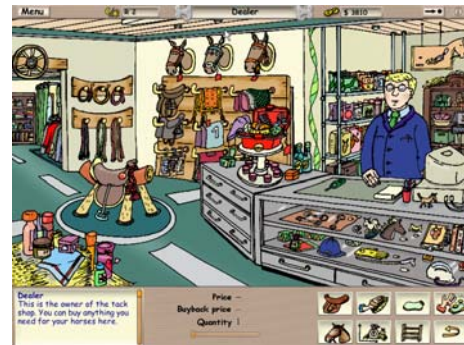 Menu
2
Dealer
$ 3810
Dealer
This is the owner of the tack
shop. You can buy anything you
need for your horses here.
Price –
Buyback price –
Quantity 1